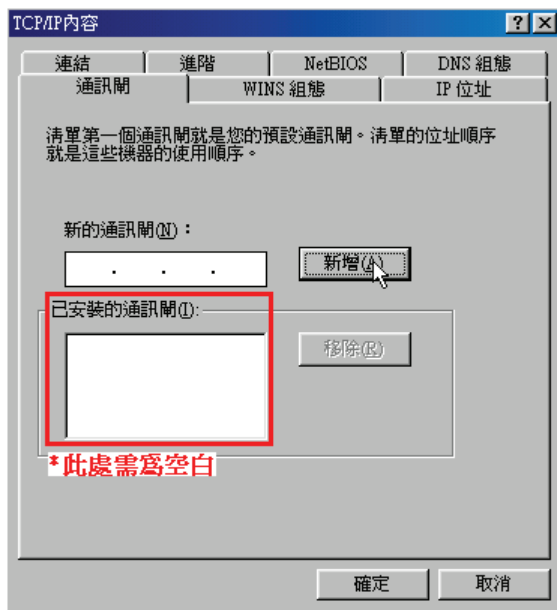 TCP/IP內容
連結 進階 NetBIOS DNS 組態
通訊閘 WINS 組態 IP 位址
清單第一個通訊閘就是您的預設通訊閘。清單的位址順序
就是這些機器的使用順序。
新的通訊閘(N)：
. . .
新增(A)
已安裝的通訊閘(I):
移除(R)
*此處需為空白
確定 取消